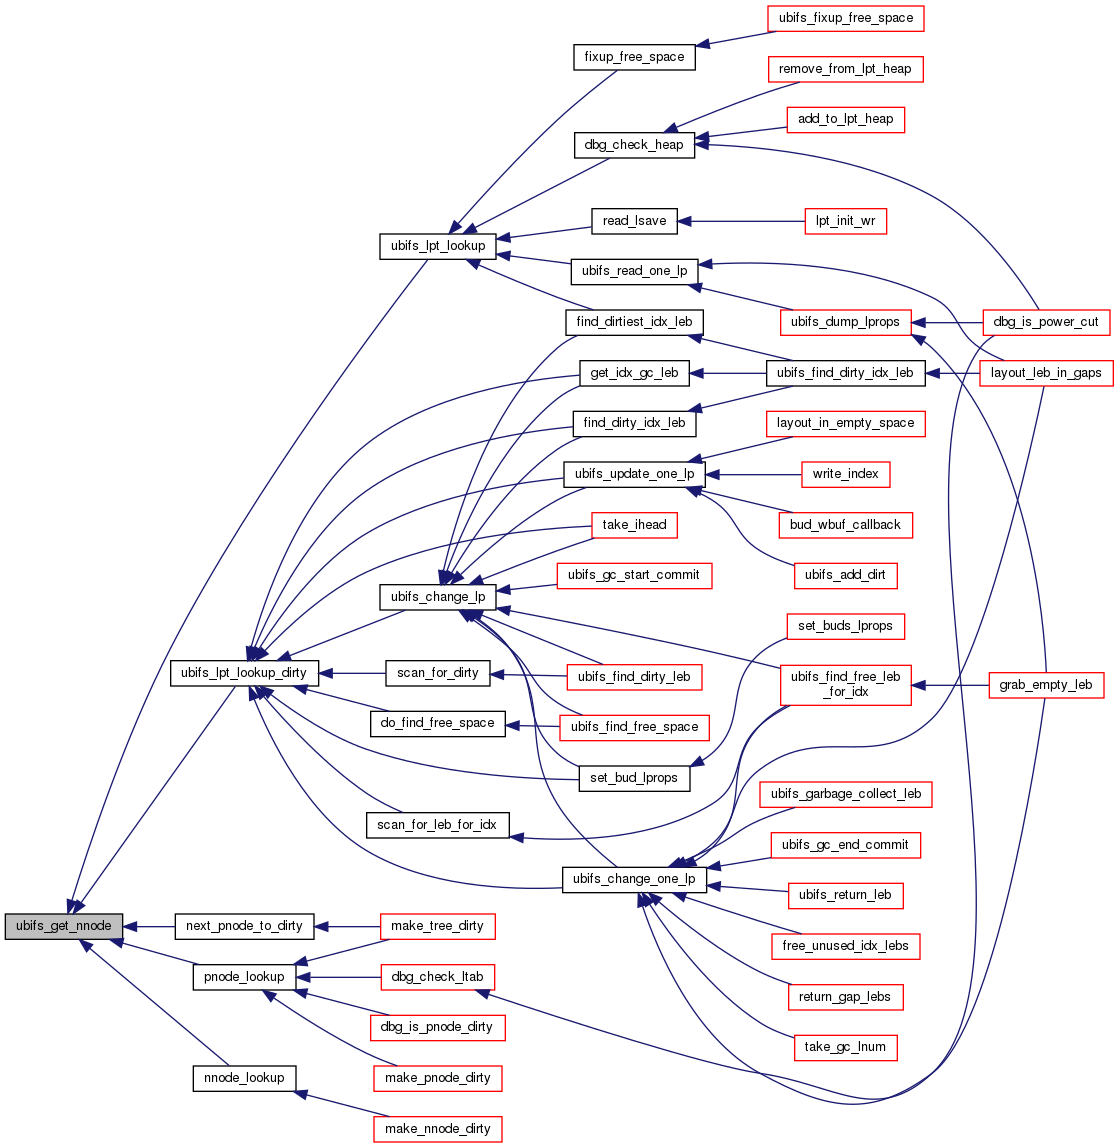 ubifs_fixup_free_space
fixup_free_space
remove_from_lpt_heap
add_to_lpt_heap
dbg_check_heap
read_lsave
lpt_init_wr
ubifs_lpt_lookup
ubifs_read_one_lp
find_dirtiest_idx_leb
ubifs_dump_lprops
dbg_is_power_cut
get_idx_gc_leb
ubifs_find_dirty_idx_leb
layout_leb_in_gaps
find_dirty_idx_leb
layout_in_empty_space
ubifs_update_one_lp
write_index
take_ihead
bud_wbuf_callback
ubifs_gc_start_commit
ubifs_add_dirt
ubifs_change_lp
set_buds_lprops
ubifs_lpt_lookup_dirty
scan_for_dirty
ubifs_find_dirty_leb
ubifs_find_free_leb
_for_idx
grab_empty_leb
do_find_free_space
ubifs_find_free_space
set_bud_lprops
ubifs_garbage_collect_leb
scan_for_leb_for_idx
ubifs_gc_end_commit
ubifs_change_one_lp
ubifs_return_leb
ubifs_get_nnode
next_pnode_to_dirty
make_tree_dirty
free_unused_idx_lebs
pnode_lookup
dbg_check_ltab
return_gap_lebs
dbg_is_pnode_dirty
take_gc_lnum
nnode_lookup
make_pnode_dirty
make_nnode_dirty